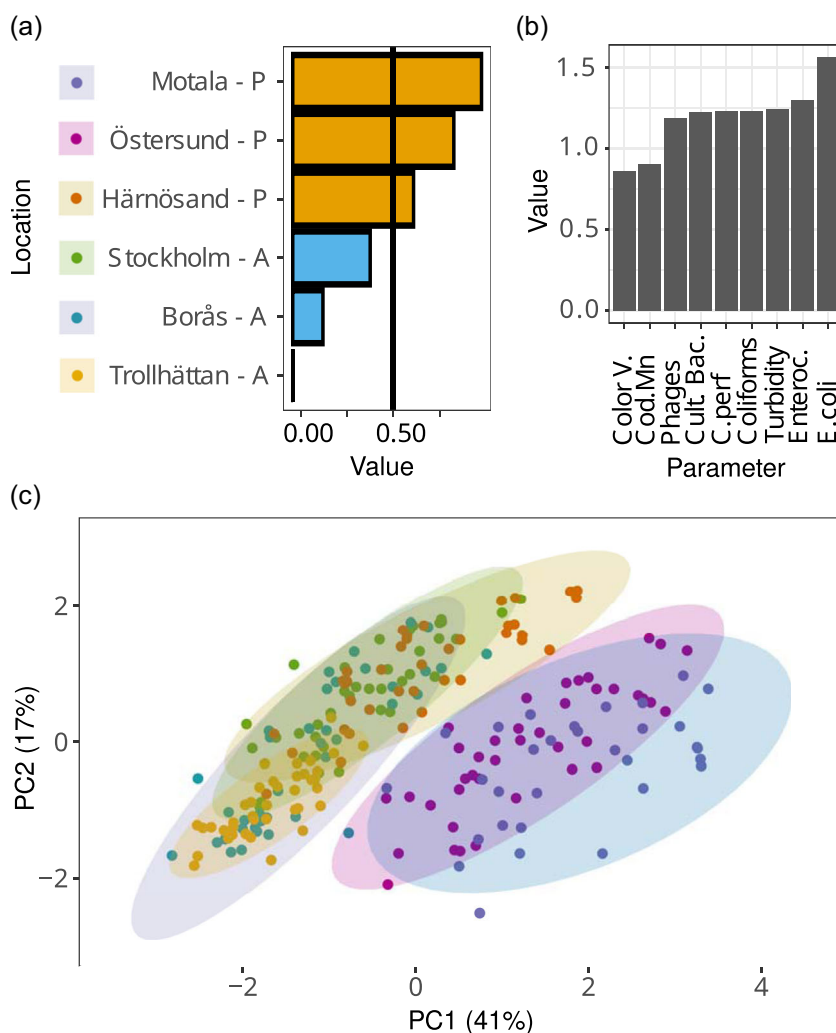 (a)
Location
Motala - P
Östersund - P
Härnösand - P
Stockholm - A
Borås - A
Trollhättan - A
0.00 0.50
Value
(b)
Value
1.5
1.0
0.5
0.0
Color V.
Cod.Mn
Phages
Cult. Bac.
C.perf
Coliforms
Turbidity
Enteroc.
E.coli
Parameter
(c)
PC2 (17%)
2
0
−2
−2 0 2 4
PC1 (41%)